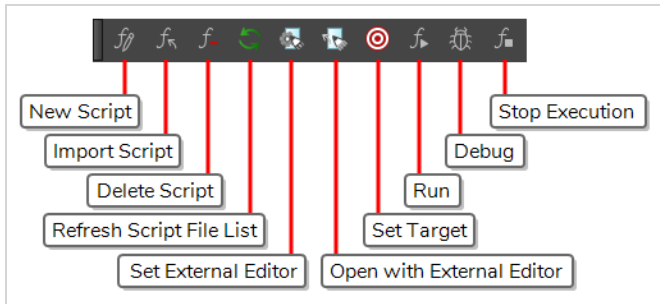 New Script
Stop Execution
Import Script
Debug
Delete Script
Run
Refresh Script File List
Set Target
Set External Editor
Open with External Editor